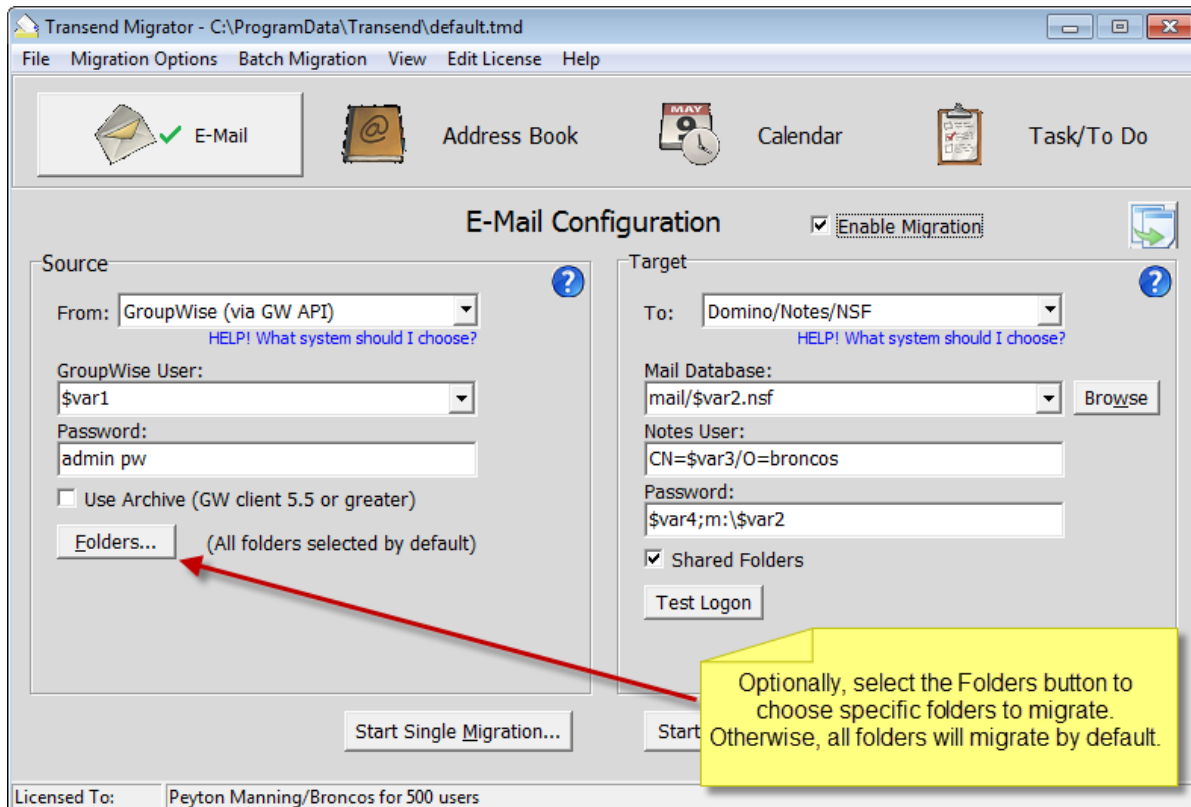 Transend Migrator - C:\ProgramData\Transend\default.tmd
File Migration Options Batch Migration View Edit License Help
E-Mail
@
Address Book
MAY
9
Calendar
Task/To Do
E-Mail Configuration
Enable Migration
Source
?
From: GroupWise (via GW API)
HELP! What system should I choose?
GroupWise User:
$var1
Password:
admin pw
Use Archive (GW client 5.5 or greater)
Folders... (All folders selected by default)
Target
?
To: Domino/Notes/NSF
HELP! What system should I choose?
Mail Database:
mail/$var2.nsf
Browse
Notes User:
CN=$var3/O=broncos
Password:
$var4;m:\$var2
Shared Folders
Test Logon
Optionally, select the Folders button to
choose specific folders to migrate.
Otherwise, all folders will migrate by default.
Start Single Migration...
Start
Licensed To: Peyton Manning/Broncos for 500 users